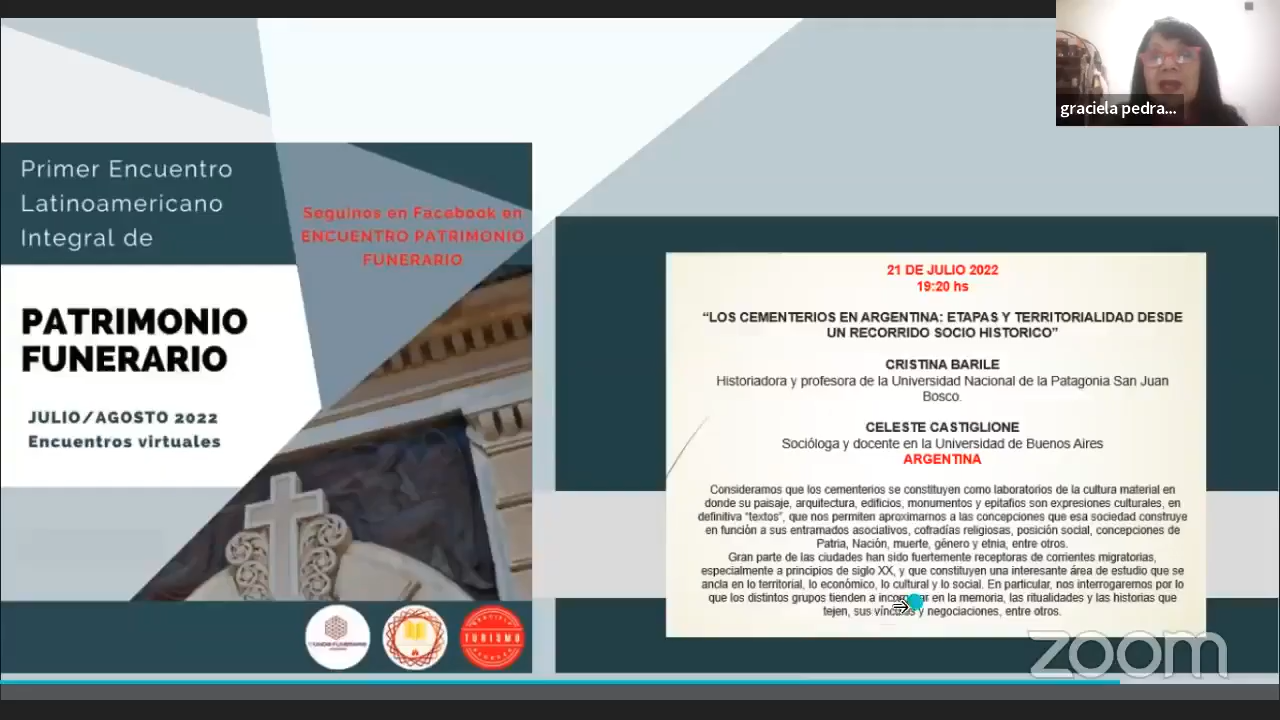 graciela pedra...
Primer Encuentro
Latinoamericano
Integral de
PATRIMONIO
FUNERARIO
JULIO/AGOSTO 2022
Encuentros virtuales
Seguinos en Facebook en
ENCUENTRO PATRIMONIO
FUNERARIO
TURISMO
21 DE JULIO 2022
19:20 hs
“LOS CEMENTERIOS EN ARGENTINA: ETAPAS Y TERRITORIALIDAD DESDE
UN RECORRIDO SOCIO HISTORICO”
CRISTINA BARILE
Historiadora y profesora de la Universidad Nacional de la Patagonia San Juan
Bosco.
CELESTE CASTIGLIONE
Socióloga y docente en la Universidad de Buenos Aires
ARGENTINA
Consideramos que los cementerios se constituyen como laboratorios de la cultura material en
donde su paisaje, arquitectura, edificios, monumentos y epitafios son expresiones culturales, en
definitiva “textos”, que nos permiten aproximarnos a las concepciones que esa sociedad construye
en función a sus entramados asociativos, cofradías religiosas, posición social, concepciones de
Patria, Nación, muerte, género y etnia, entre otros.
Gran parte de las ciudades han sido fuertemente receptoras de corrientes migratorias,
especialmente a principios de siglo XX, y que constituyen una interesante área de estudio que se
ancla en lo territorial, lo económico, lo cultural y lo social. En particular, nos interrogaremos por lo
que los distintos grupos tienden a incorporar en la memoria, las ritualidades y las historias que
tejen, sus vínculos y negociaciones, entre otros.
zoom